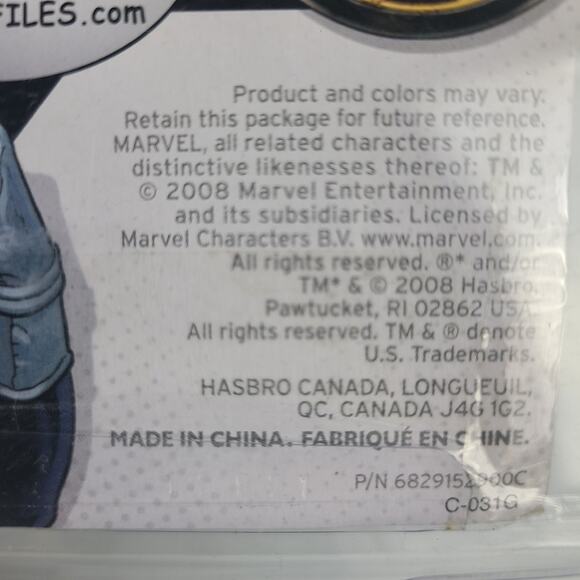 FILES.com
Product and colors may vary.
Retain this package for future reference.
MARVEL, all related characters and the
distinctive likenesses thereof: TM &
© 2008 Marvel Entertainment, Inc.
and its subsidiaries. Licensed by
Marvel Characters B.V. www.marvel.com.
All rights reserved. ®* and/or
TM* & © 2008 Hasbro,
Pawtucket, RI 02862 USA
All rights reserved. TM & ® denote
U.S. Trademarks.
HASBRO CANADA, LONGUEUIL,
QC, CANADA J4G 1G2.
MADE IN CHINA. FABRIQUÉ EN CHINE.
P/N 6829152900C
C-031G